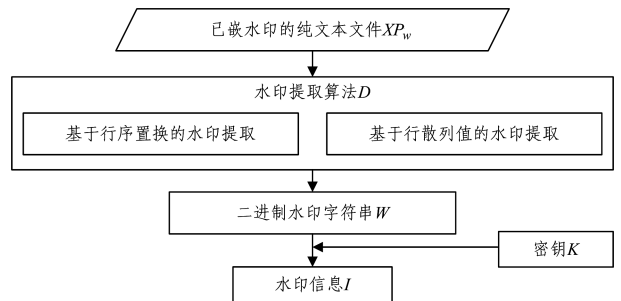 已嵌水印的纯文本文件XPw
水印提取算法D
基于行序置换的水印提取
基于行散列值的水印提取
二进制水印字符串W
密钥K
水印信息I